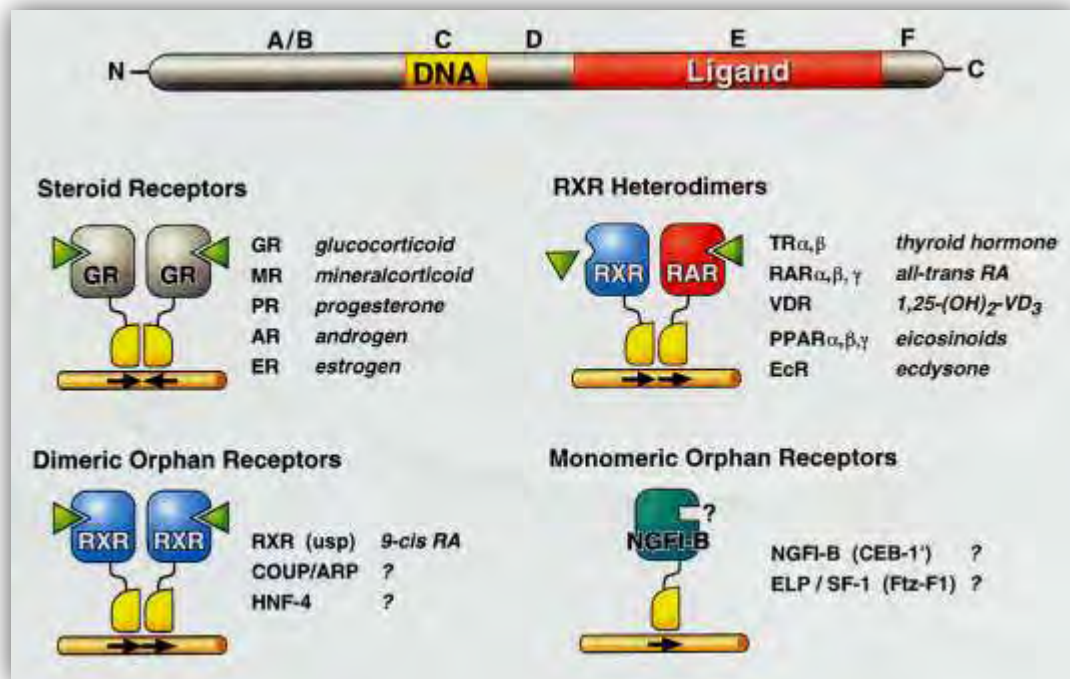 A/B C D E F
N DNA Ligand C
Steroid Receptors
GR GR
GR glucocorticoid
MR mineralcorticoid
PR progesterone
AR androgen
ER estrogen
RXR Heterodimers
RXR RAR
TRα,β thyroid hormone
RARα,β, γ all-trans RA
VDR 1,25-(OH)2-VD3
PPARα,β,γ eicosinoids
EcR ecdysone
Dimeric Orphan Receptors
RXR RXR
RXR (usp) 9-cis RA
COUP/ARP ?
HNF-4 ?
Monomeric Orphan Receptors
?
NGFI-B
NGFI-B (CEB-1') ?
ELP / SF-1 (Ftz-F1) ?